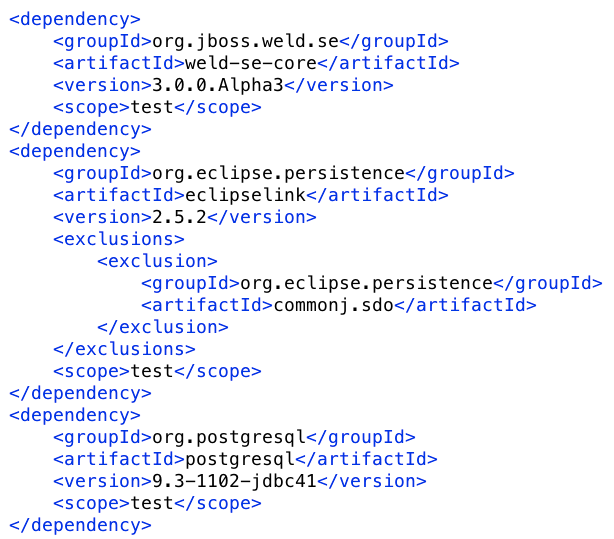 <dependency>
    <groupId>org.jboss.weld.se</groupId>
    <artifactId>weld-se-core</artifactId>
    <version>3.0.0.Alpha3</version>
    <scope>test</scope>
</dependency>
<dependency>
    <groupId>org.eclipse.persistence</groupId>
    <artifactId>eclipselink</artifactId>
    <version>2.5.2</version>
    <exclusions>
        <exclusion>
            <groupId>org.eclipse.persistence</groupId>
            <artifactId>commonj.sdo</artifactId>
        </exclusion>
    </exclusions>
    <scope>test</scope>
</dependency>
<dependency>
    <groupId>org.postgresql</groupId>
    <artifactId>postgresql</artifactId>
    <version>9.3-1102-jdbc41</version>
    <scope>test</scope>
</dependency>